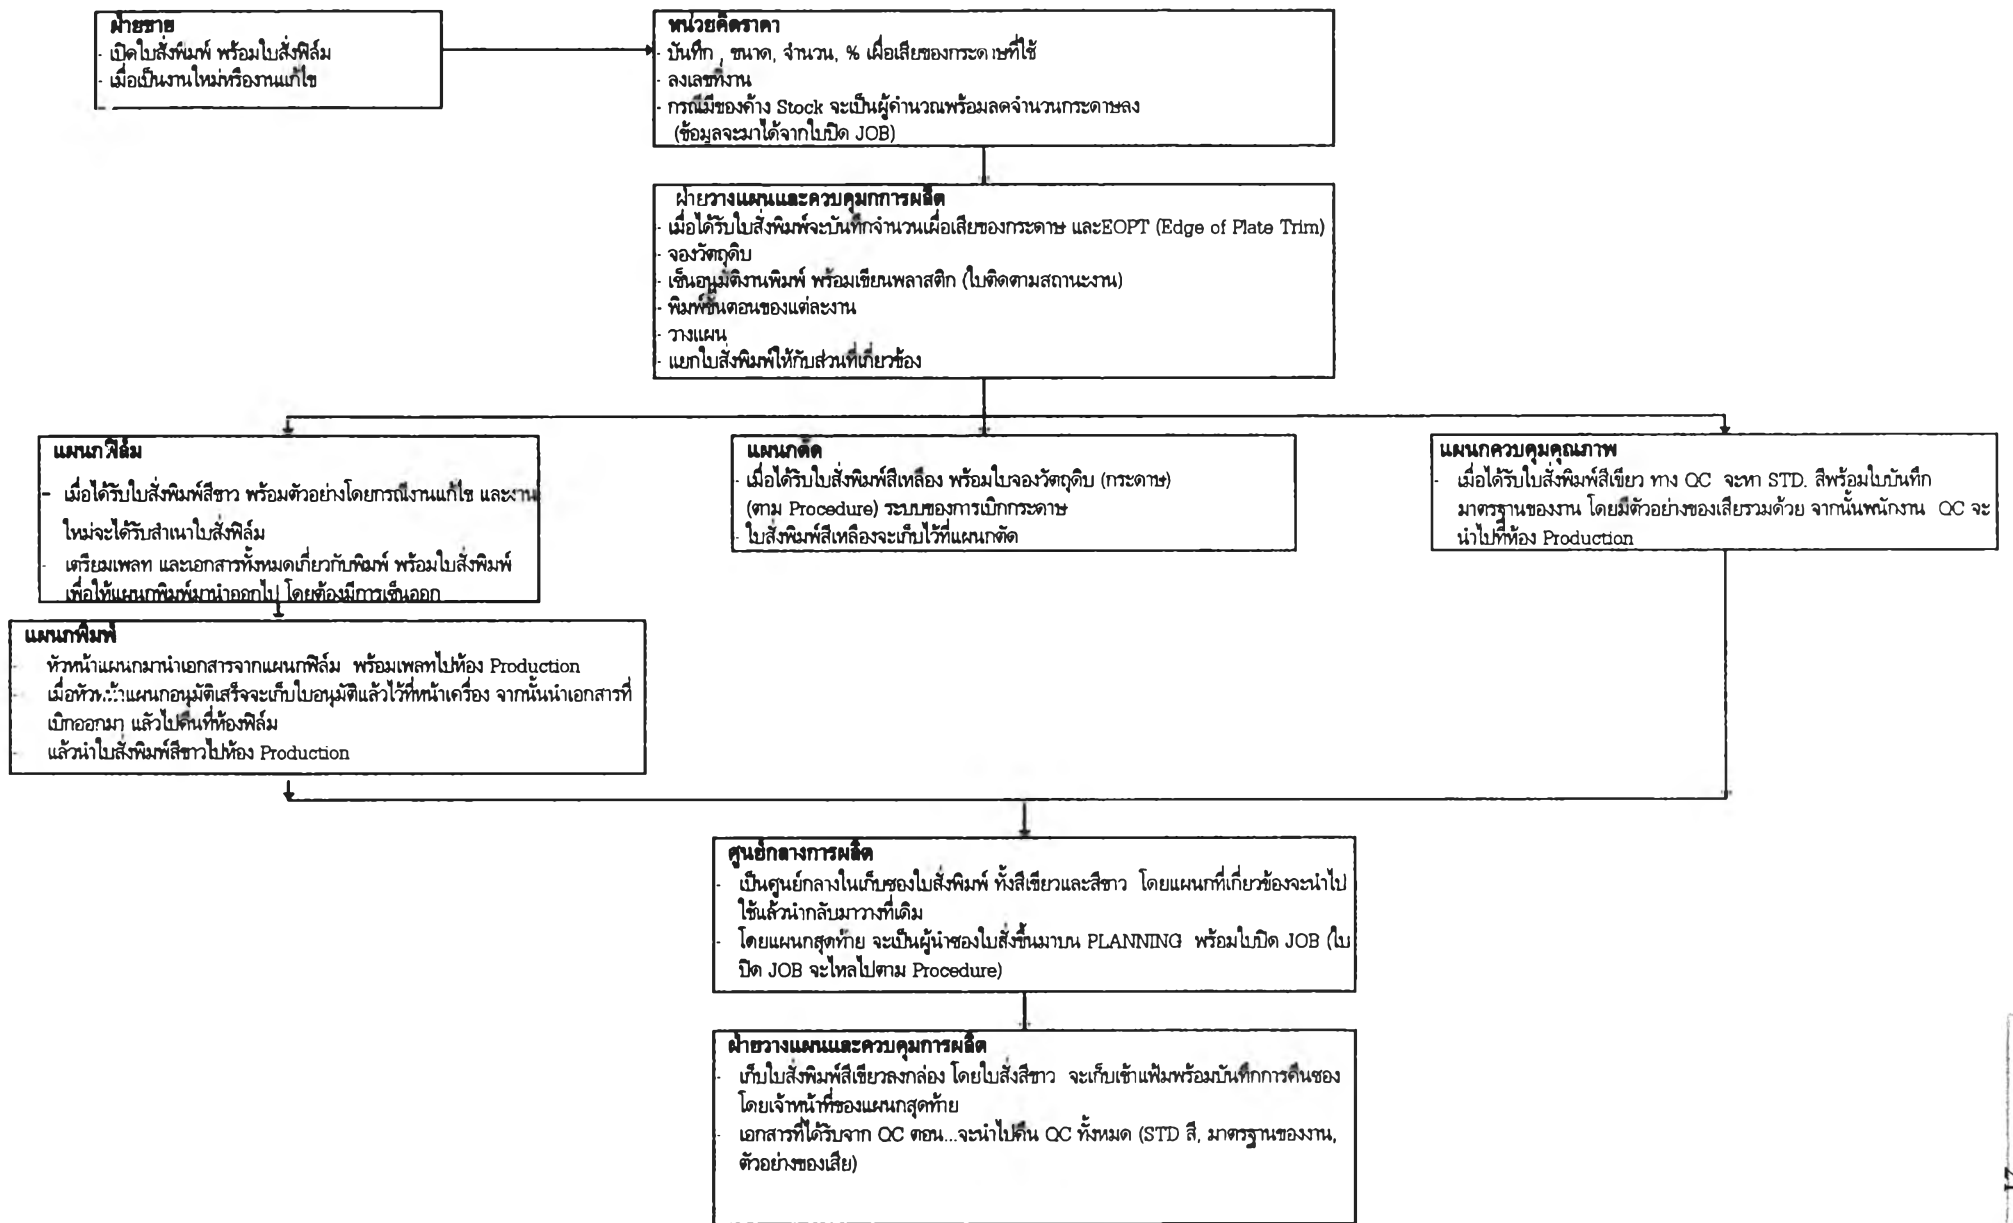 ฝ่ายขาย
- เปิดใบสั่งพิมพ์ พร้อมใบสั่งฟิล์ม
- เมื่อเป็นงานใหม่หรืองานแก้ไข
หน่วยคิดราคา
- บันทึก , ขนาด, จำนวน, % เผื่อเสียของกระดาษที่ใช้
- ลงเลขที่งาน
- กรณีมีของค้าง Stock จะเป็นผู้คำนวณพร้อมลดจำนวนกระดาษลง
(ข้อมูลจะมาได้จากใบปิด JOB)
ฝ่ายวางแผนและควบคุมกการผลิต
- เมื่อได้รับใบสั่งพิมพ์จะบันทึกจำนวนเผื่อเสียของกระดาษ และEOPT (Edge of Plate Trim)
- จองวัตถุดิบ
- เซ็นอนุมัติงานพิมพ์ พร้อมเขียนพลาสติก (ใบติดตามสถานะงาน)
- พิมพ์ขั้นตอนของแต่ละงาน
- วางแผน
- แยกใบสั่งพิมพ์ให้กับส่วนที่เกี่ยวข้อง
แผนกฟิล์ม
- เมื่อได้รับใบสั่งพิมพ์สีขาว พร้อมตัวอย่างโดยกรณีงานแก้ไข และงาน
ใหม่จะได้รับสำเนาใบสั่งฟิล์ม
- เตรียมเพลท และเอกสารทั้งหมดเกี่ยวกับพิมพ์ พร้อมใบสั่งพิมพ์
เพื่อให้แผนกพิมพ์มานำออกไป โดยต้องมีการเซ็นออก
แผนกตัด
- เมื่อได้รับใบสั่งพิมพ์สีเหลือง พร้อมใบจองวัตถุดิบ (กระดาษ)
(ตาม Procedure) ระบบของการเบิกกระดาษ
- ใบสั่งพิมพ์สีเหลืองจะเก็บไว้ที่แผนกตัด
แผนกควบคุมคุณภาพ
- เมื่อได้รับใบสั่งพิมพ์สีเขียว ทาง QC จะหา STD. สีพร้อมใบบันทึก
มาตรฐานของงาน โดยมีตัวอย่างของเสียรวมด้วย จากนั้นพนักงาน QC จะ
นำไปที่ห้อง Production
แผนกพิมพ์
- หัวหน้าแผนกมานำเอกสารจากแผนกฟิล์ม พร้อมเพลทไปห้อง Production
- เมื่อหัวหน้าแผนกอนุมัติเสร็จจะเก็บใบอนุมัติแล้วไว้ที่หน้าเครื่อง จากนั้นนำเอกสารที่
เบิกออกมา แล้วไปคืนที่ห้องฟิล์ม
- แล้วนำใบสั่งพิมพ์สีขาวไปห้อง Production
ศูนย์กลางการผลิต
- เป็นศูนย์กลางในเก็บซองใบสั่งพิมพ์ ทั้งสีเขียวและสีขาว โดยแผนกที่เกี่ยวข้องจะนำไป
ใช้แล้วนำกลับมาวางที่เดิม
- โดยแผนกสุดท้าย จะเป็นผู้นำซองใบสั่งขึ้นมาบน PLANNING พร้อมใบปิด JOB (ใบ
ปิด JOB จะไหลไปตาม Procedure)
ฝ่ายวางแผนและควบคุมการผลิต
- เก็บใบสั่งพิมพ์สีเขียวลงกล่อง โดยใบสั่งสีขาว จะเก็บเข้าแฟ้มพร้อมบันทึกการคืนซอง
โดยเจ้าหน้าที่ของแผนกสุดท้าย
- เอกสารที่ได้รับจาก QC ตอน...จะนำไปคืน QC ทั้งหมด (STD สี, มาตรฐานของงาน,
ตัวอย่างของเสีย)
17